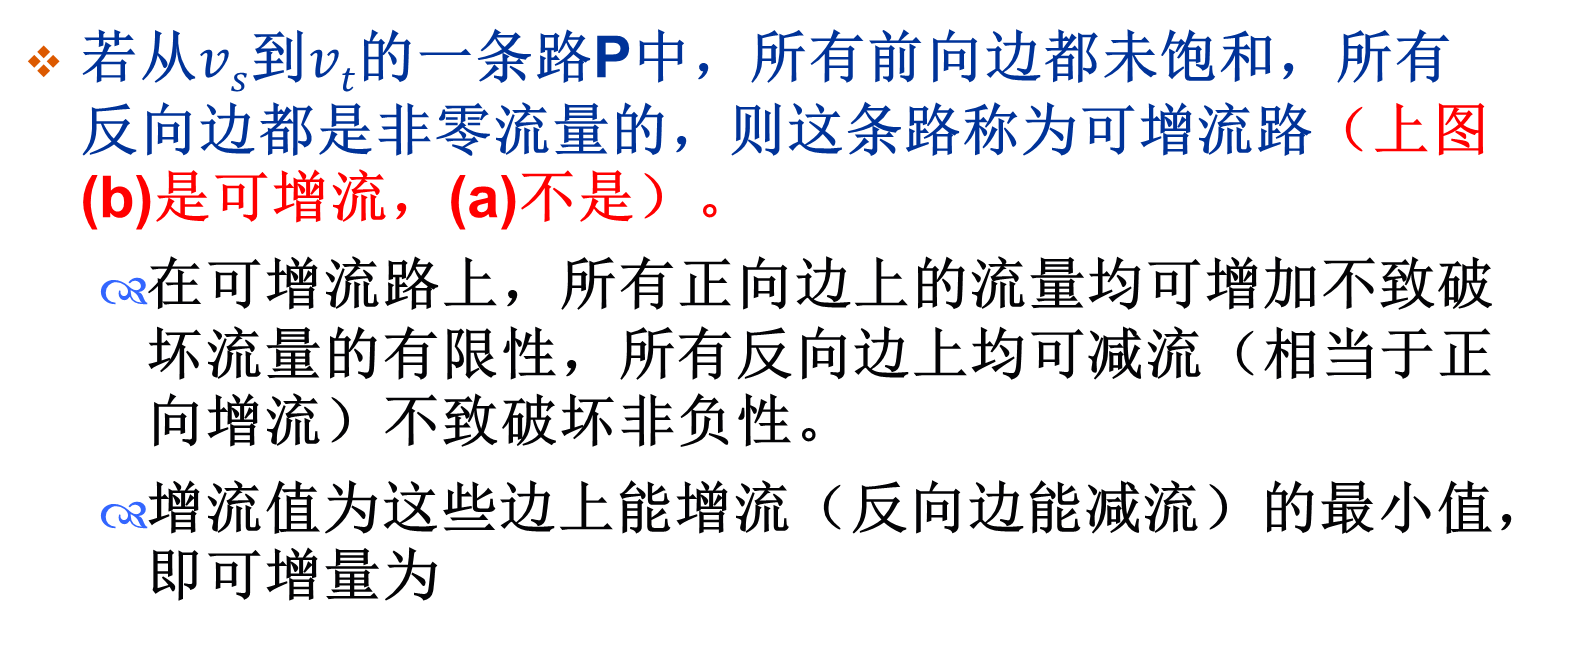 若从𝑣ₛ到𝑣ₜ的一条路P中，所有前向边都未饱和，所有
反向边都是非零流量的，则这条路称为可增流路（上图
(b)是可增流，(a)不是）。
在可增流路上，所有正向边上的流量均可增加不致破
坏流量的有限性，所有反向边上均可减流（相当于正
向增流）不致破坏非负性。
增流值为这些边上能增流（反向边能减流）的最小值，
即可增量为